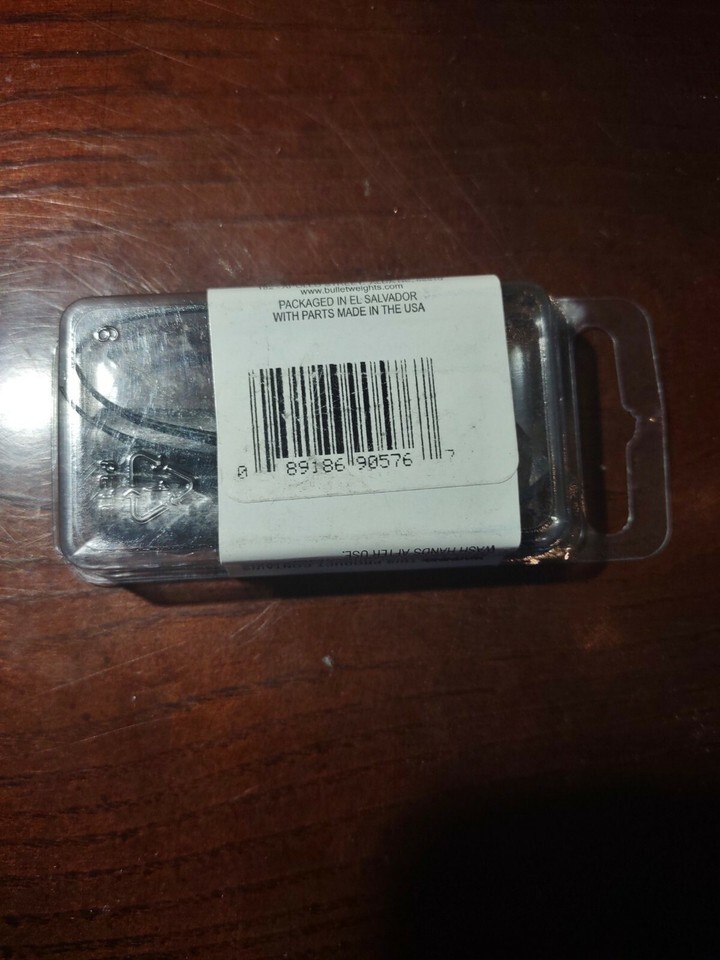 www.bulletweights.com
PACKAGED IN EL SALVADOR
WITH PARTS MADE IN THE USA
0 89186 90576 7
WASH HANDS AFTER USE.